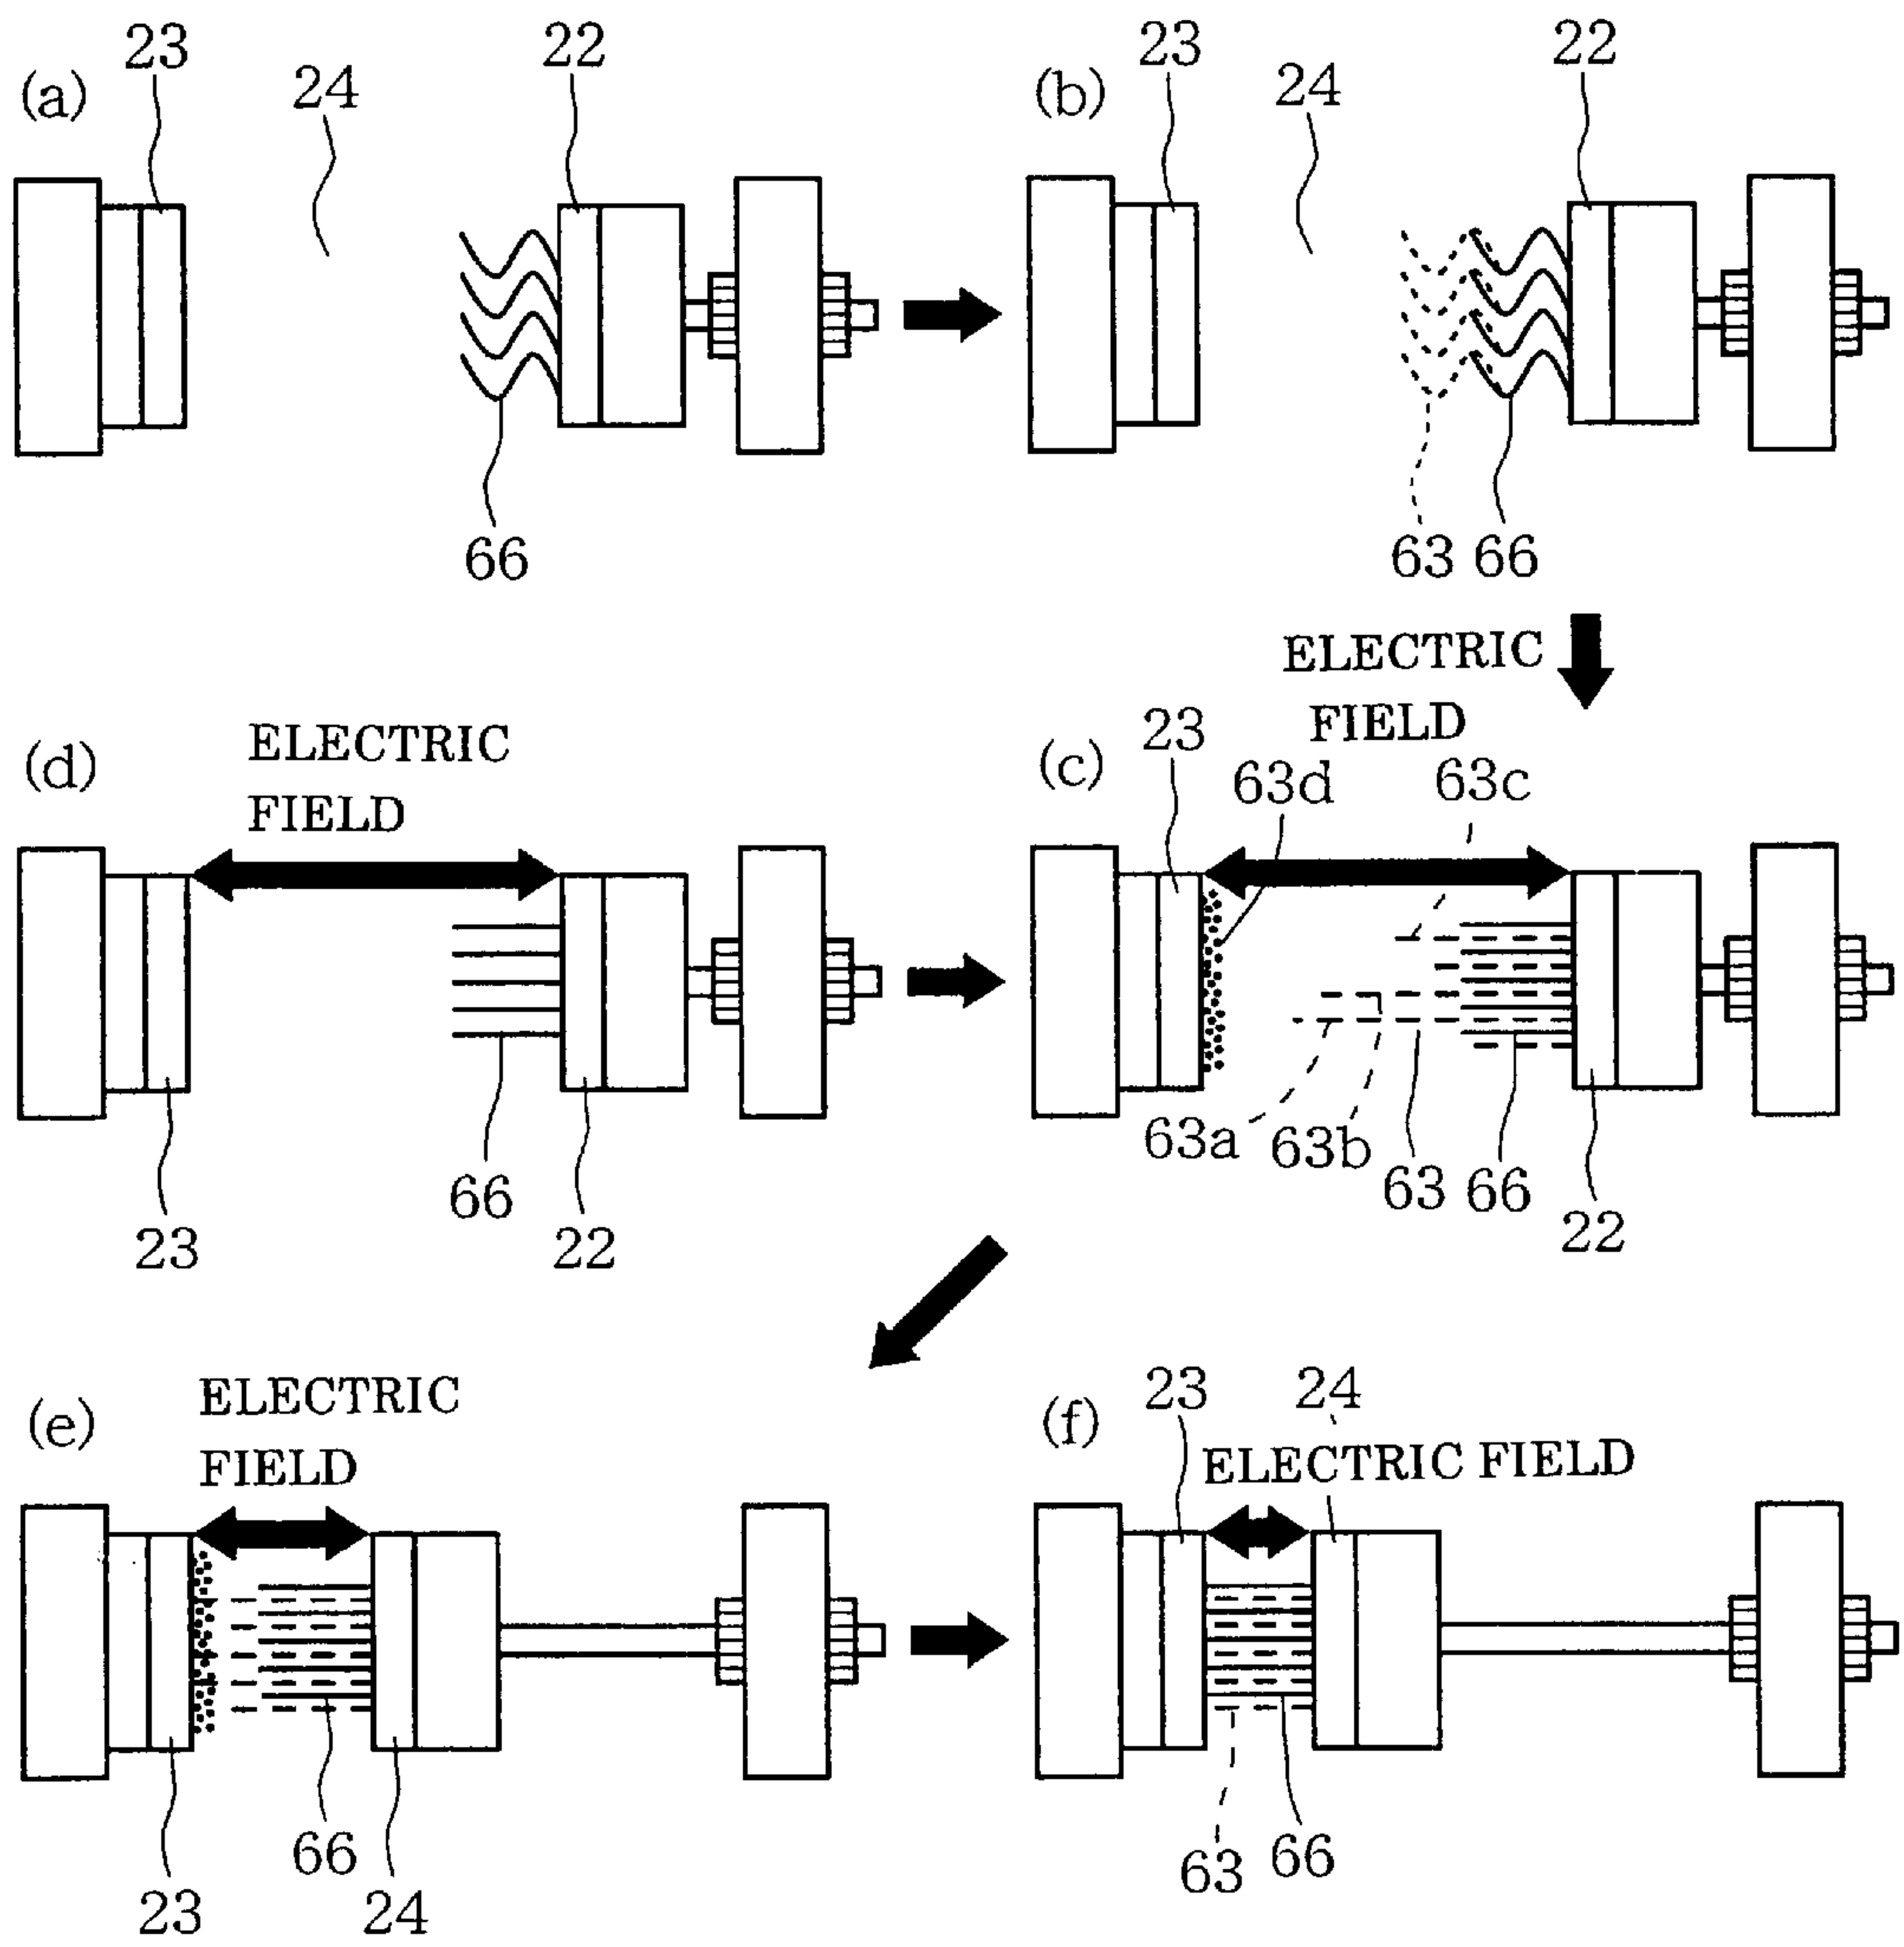 (a)
23
24
22
66
(b)
23
24
22
63
66
(d)
ELECTRIC
FIELD
66
23
22
ELECTRIC
FIELD
(c)
23
63d
63c
63a
63b
63
66
22
(e)
ELECTRIC
FIELD
66
23
24
(f)
23
24
ELECTRIC FIELD
63
66